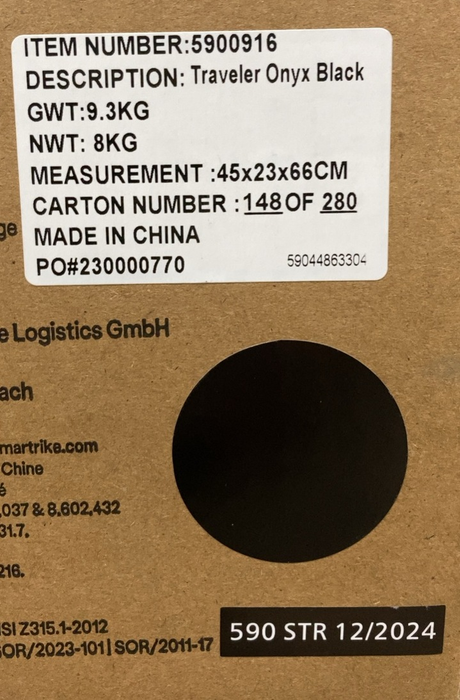 ITEM NUMBER:5900916
DESCRIPTION: Traveler Onyx Black
GWT:9.3KG
NWT: 8KG
MEASUREMENT :45x23x66CM
CARTON NUMBER :148OF 280
MADE IN CHINA
PO#230000770 59044863304
ge
e Logistics GmbH
ach
martrike.com
Chine
é
,037 & 8,602,432
31.7.
216.
SI Z315.1-2012
SOR/2023-101| SOR/2011-17
590 STR 12/2024